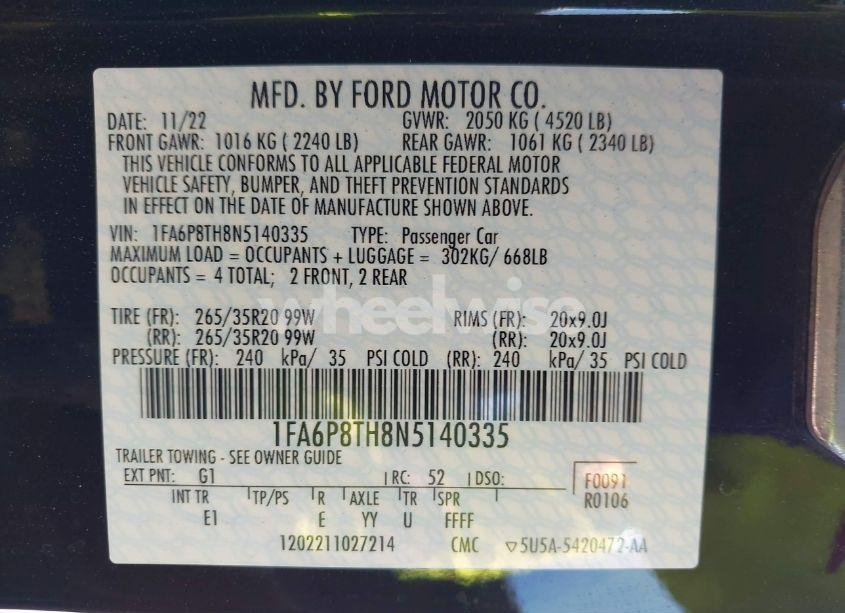 MFD. BY FORD MOTOR CO.
DATE: 11/22 GVWR: 2050 KG ( 4520 LB)
FRONT GAWR: 1016 KG ( 2240 LB) REAR GAWR: 1061 KG ( 2340 LB)
THIS VEHICLE CONFORMS TO ALL APPLICABLE FEDERAL MOTOR
VEHICLE SAFETY, BUMPER, AND THEFT PREVENTION STANDARDS
IN EFFECT ON THE DATE OF MANUFACTURE SHOWN ABOVE.
VIN: 1FA6P8TH8N5140335 TYPE: Passenger Car
MAXIMUM LOAD = OCCUPANTS + LUGGAGE = 302KG/ 668LB
OCCUPANTS = 4 TOTAL; 2 FRONT, 2 REAR
wheelwise
TIRE (FR): 265/35R20 99W RIMS (FR): 20x9.0J
(RR): 265/35R20 99W (RR): 20x9.0J
PRESSURE (FR): 240 kPa/ 35 PSI COLD (RR): 240 kPa/ 35 PSI COLD
1FA6P8TH8N5140335
TRAILER TOWING - SEE OWNER GUIDE
EXT PNT: G1 RC: 52 DSO: F0091
R0106
INT TR TP/PS R AXLE TR SPR
E1 E YY U FFFF
1202211027214 CMC ▽5U5A-5420472-AA